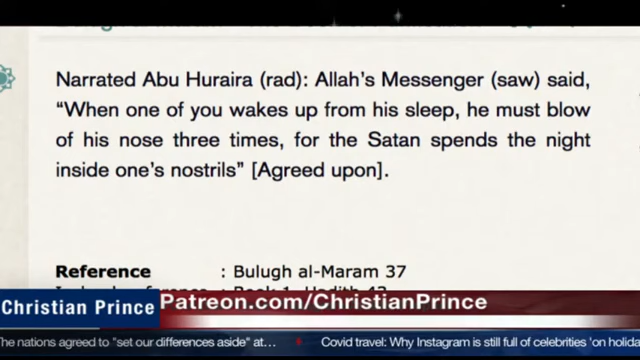 Narrated Abu Huraira (rad): Allah's Messenger (saw) said,
"When one of you wakes up from his sleep, he must blow
of his nose three times, for the Satan spends the night
inside one's nostrils" [Agreed upon].
Reference : Bulugh al-Maram 37
Christian Prince
Patreon.com/ChristianPrince
The nations agreed to "set our differences aside" at... Covid travel: Why Instagram is still full of celebrities 'on holida